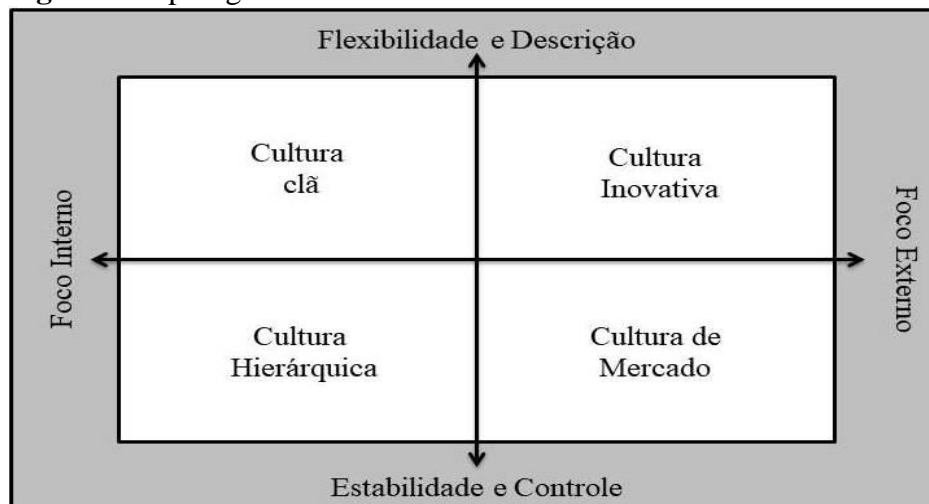 Flexibilidade e Descrição
Cultura
clã
Cultura
Inovativa
Foco Interno
Foco Externo
Cultura
Hierárquica
Cultura de
Mercado
Estabilidade e Controle